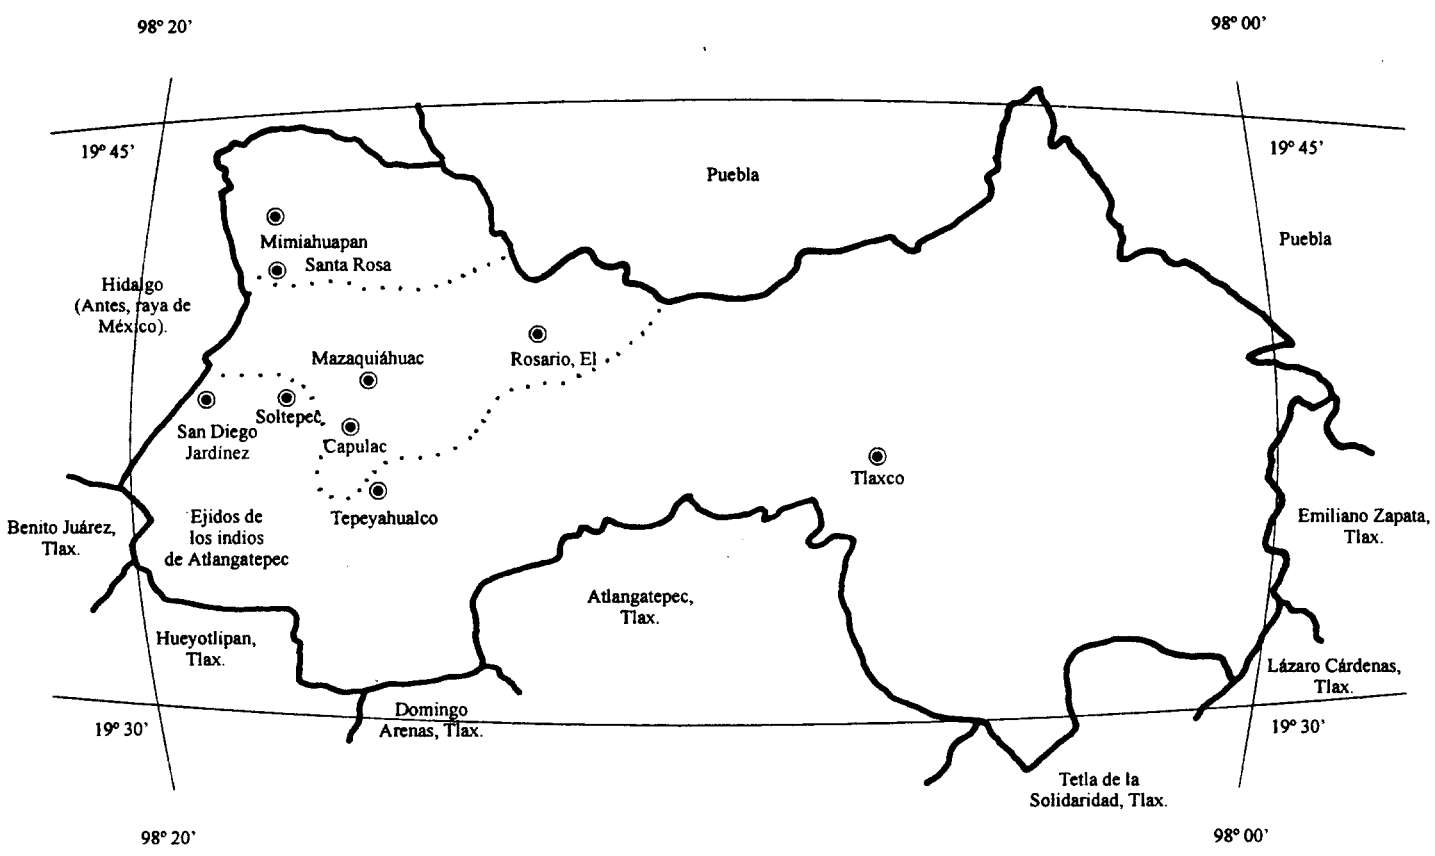 98° 20'
98° 00'
19° 45'
19° 45'
Puebla
Puebla
Mimiahuapan
Santa Rosa
Hidalgo
(Antes, raya de
México).
Mazaquiáhuac
Rosario, El
Soltepec
San Diego
Jardínez
Capulac
Tlaxco
Tepeyahualco
Ejidos de
los indios
de Atlangatepec
Benito Juárez,
Tlax.
Emiliano Zapata,
Tlax.
Atlangatepec,
Tlax.
Hueyotlipan,
Tlax.
Lázaro Cárdenas,
Tlax.
Domingo
Arenas, Tlax.
19° 30'
19° 30'
Tetla de la
Solidaridad, Tlax.
98° 20'
98° 00'